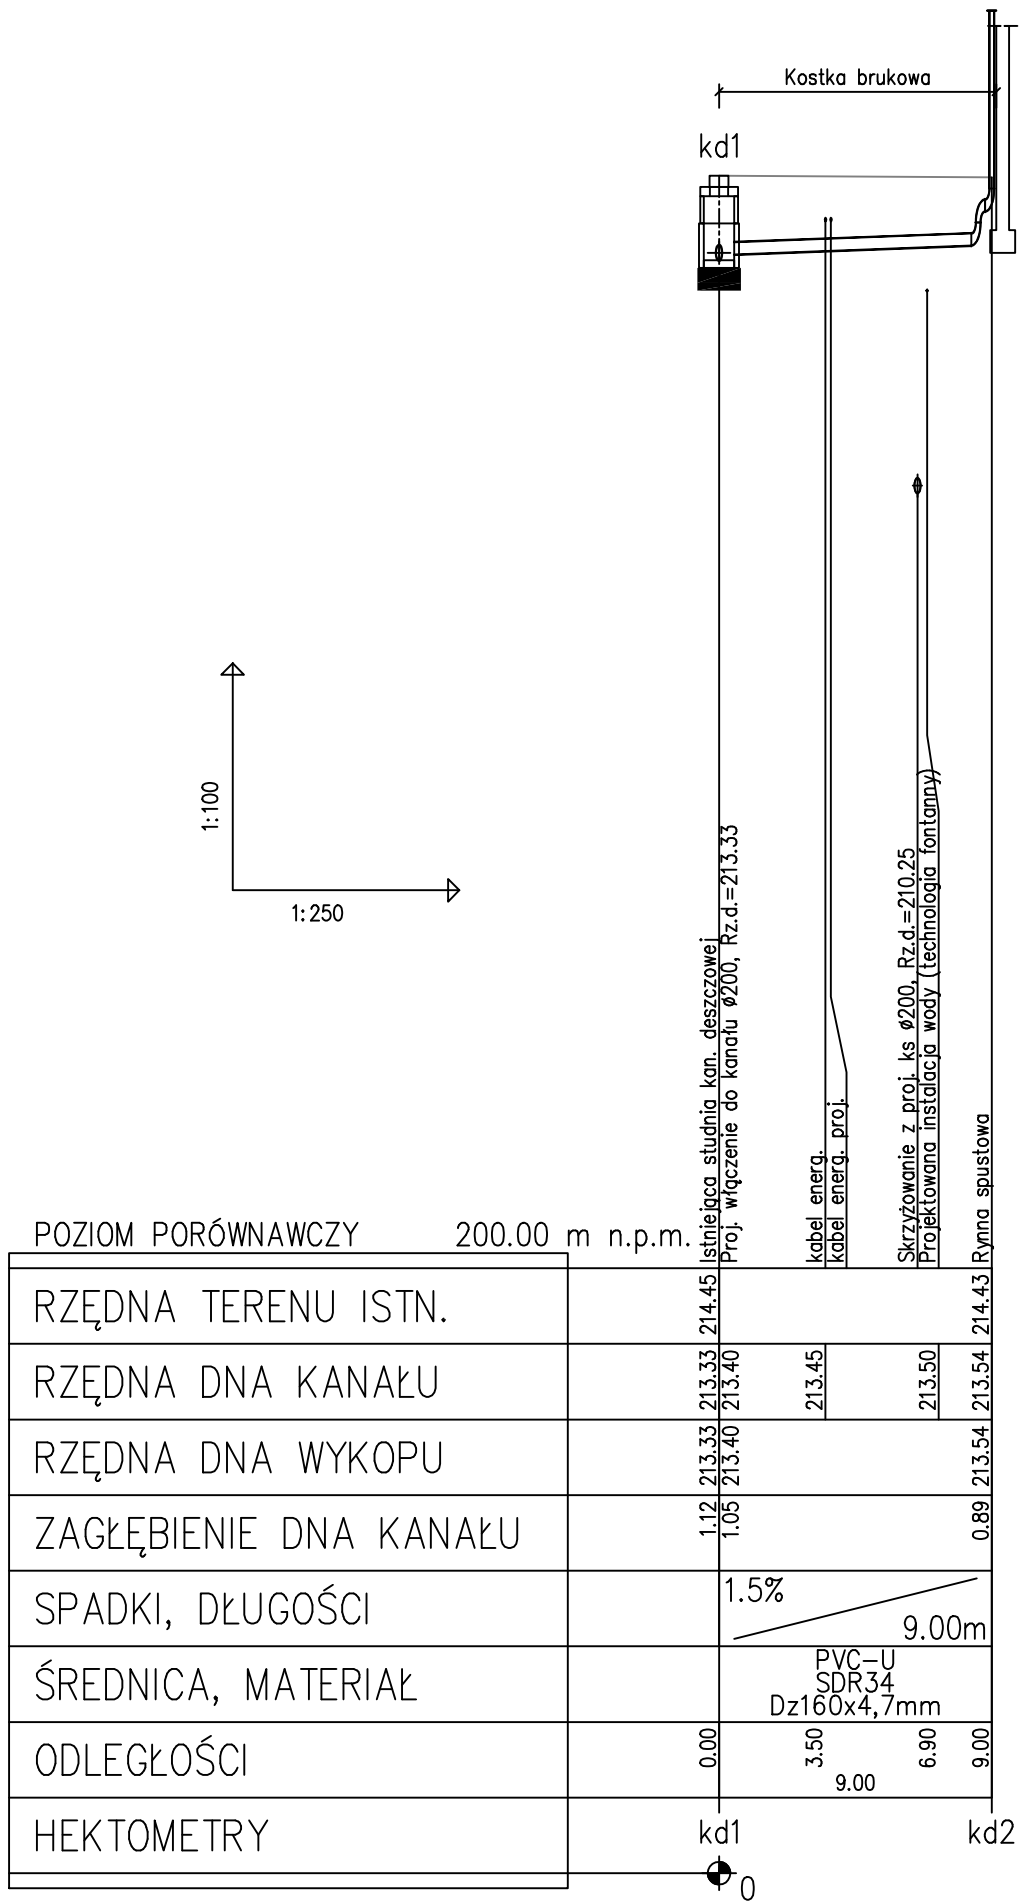 Kostka brukowa
kd1
1:100
1:250
Istniejąca studnia kan. deszczowej
Proj. włączenie do kanału ø200, Rz.d.=213.33
kabel energ.
kabel energ. proj.
Skrzyżowanie z proj. ks ø200, Rz.d.=210.25
Projektowana instalacja wody (technologia fontanny)
Rynna spustowa
POZIOM PORÓWNAWCZY 200.00 m n.p.m.
RZĘDNA TERENU ISTN. 214.45 214.43
RZĘDNA DNA KANAŁU 213.33 213.40 213.45 213.50 213.54
RZĘDNA DNA WYKOPU 213.33 213.40 213.54
ZAGŁĘBIENIE DNA KANAŁU 1.12 1.05 0.89
SPADKI, DŁUGOŚCI 1.5% 9.00m
ŚREDNICA, MATERIAŁ PVC-U
SDR34
Dz160x4,7mm
ODLEGŁOŚCI 0.00 3.50 6.90 9.00
9.00
HEKTOMETRY kd1 kd2
0